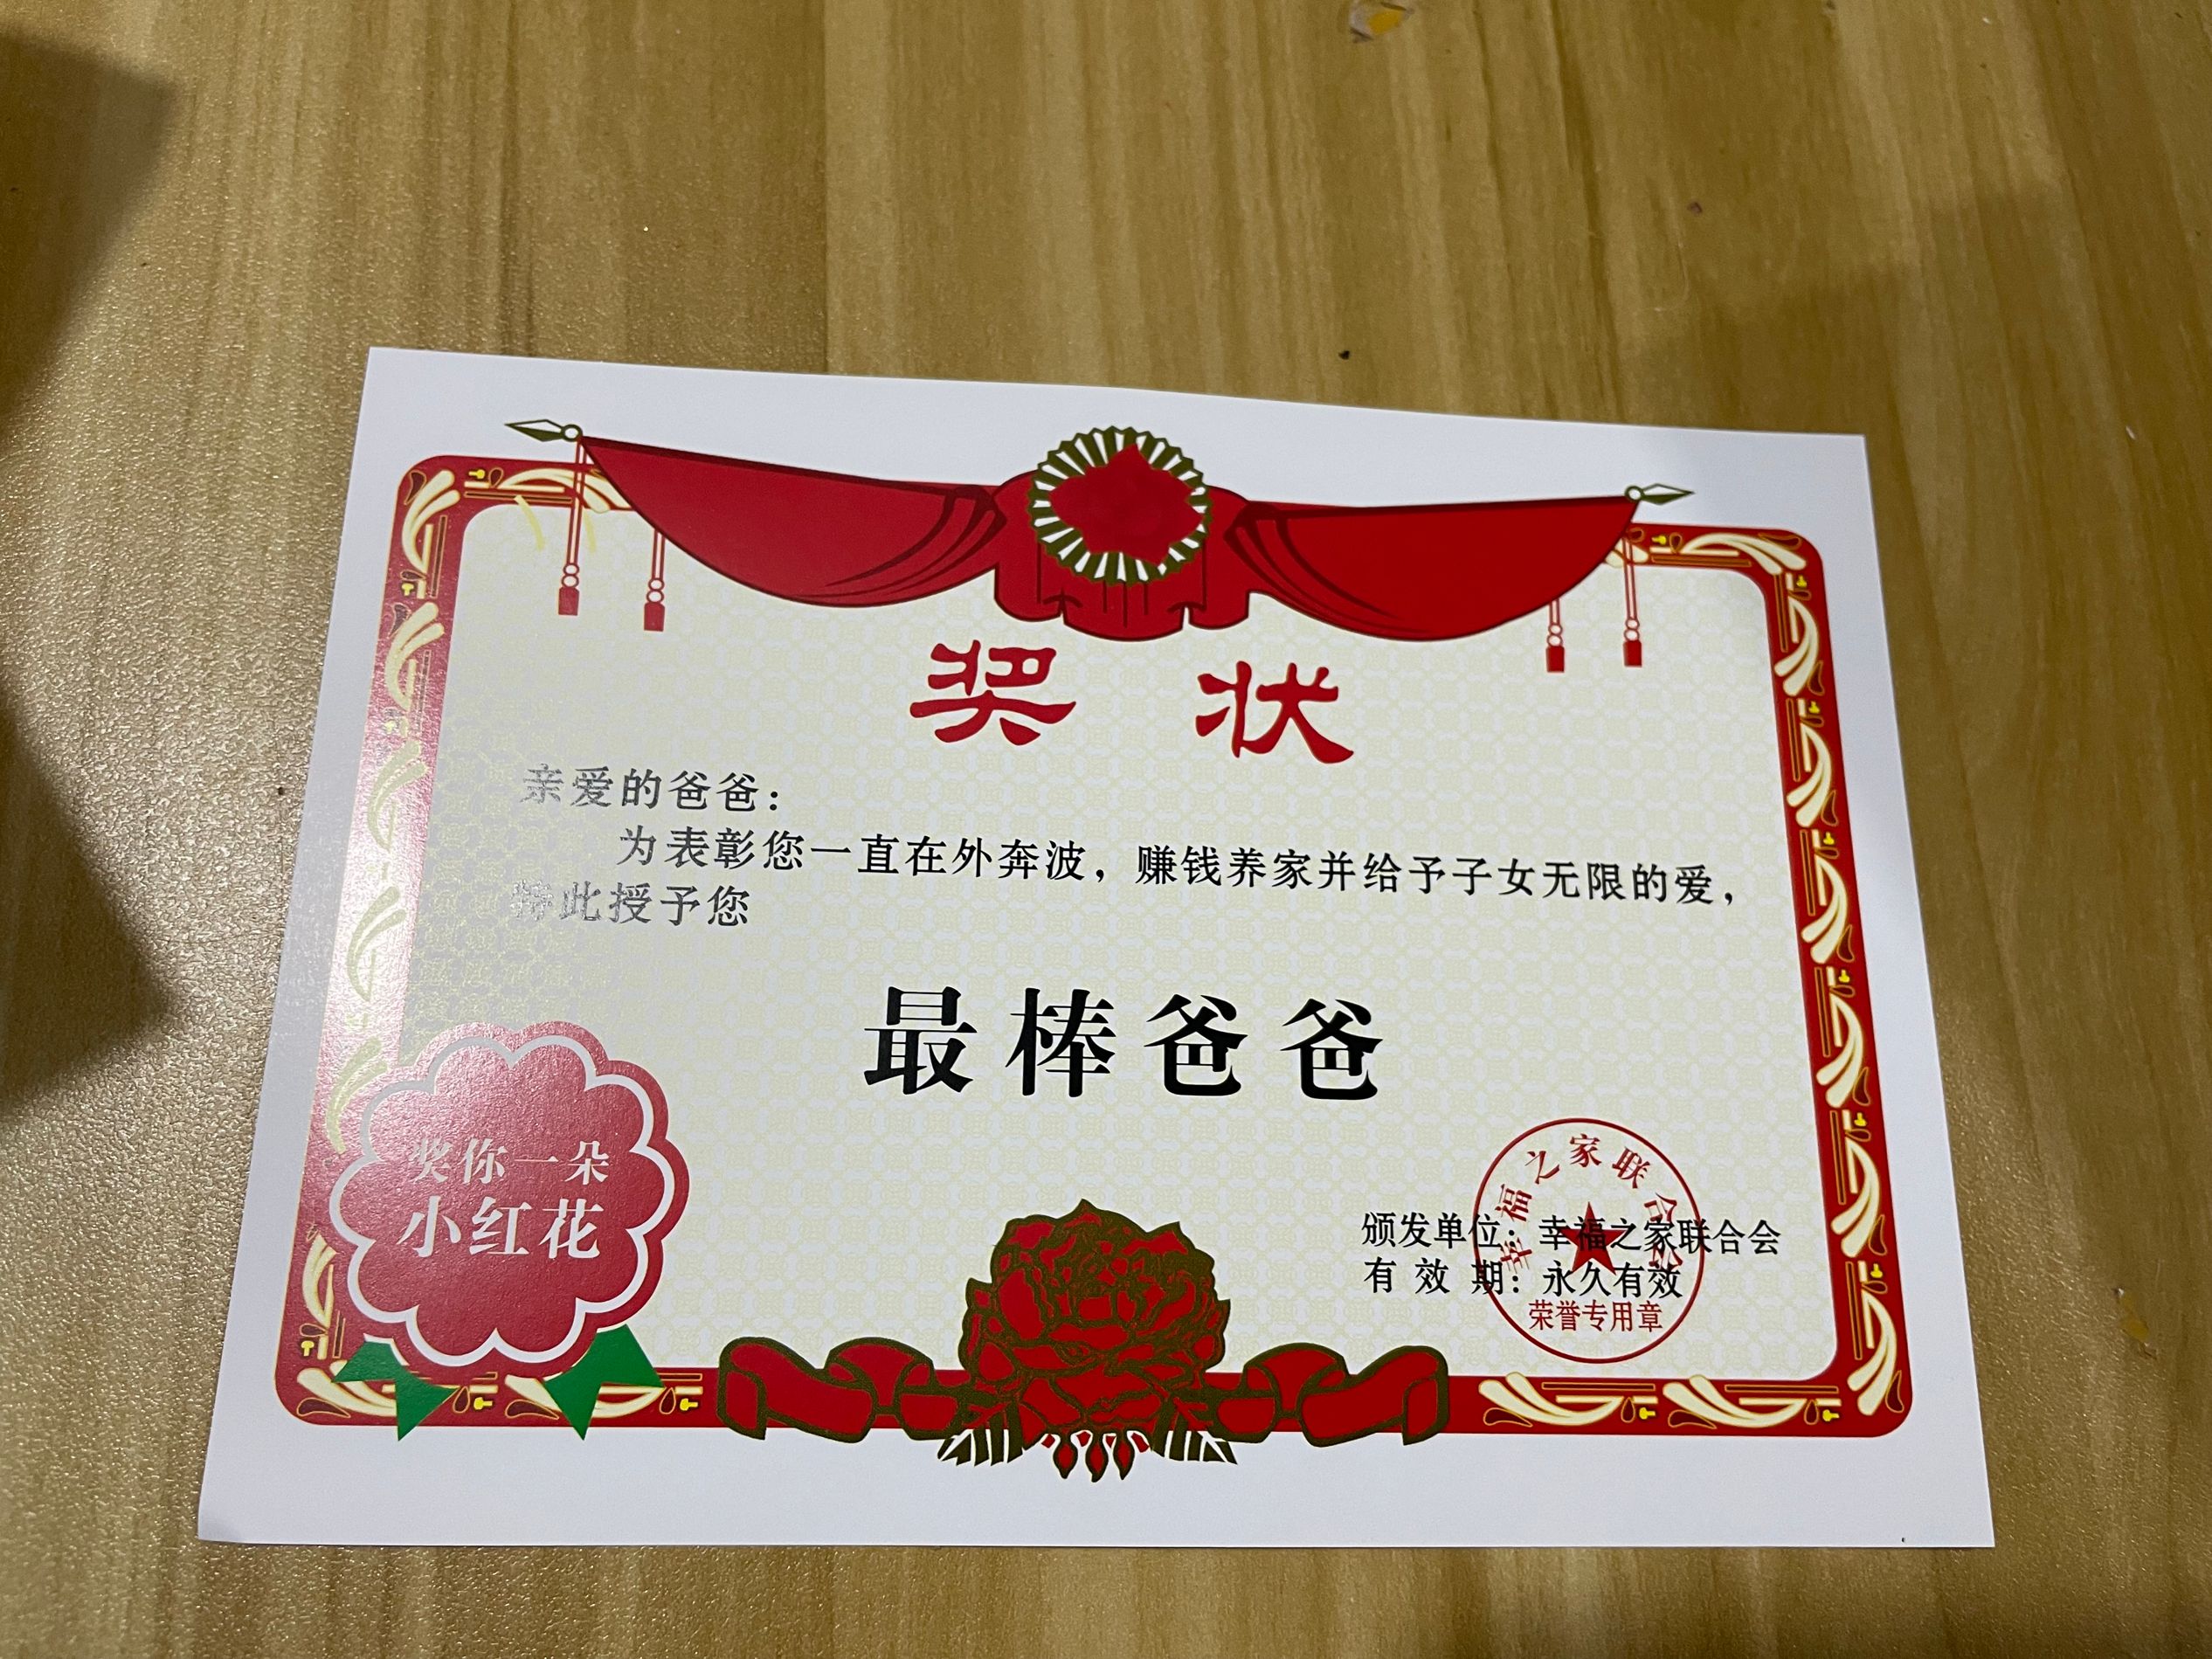 奖 状
亲爱的爸爸：
为表彰您一直在外奔波，赚钱养家并给予子女无限的爱，
特此授予您
最棒爸爸
奖你一朵
小红花
幸福之家联合会
颁发单位：幸福之家联合会
有 效 期：永久有效
荣誉专用章